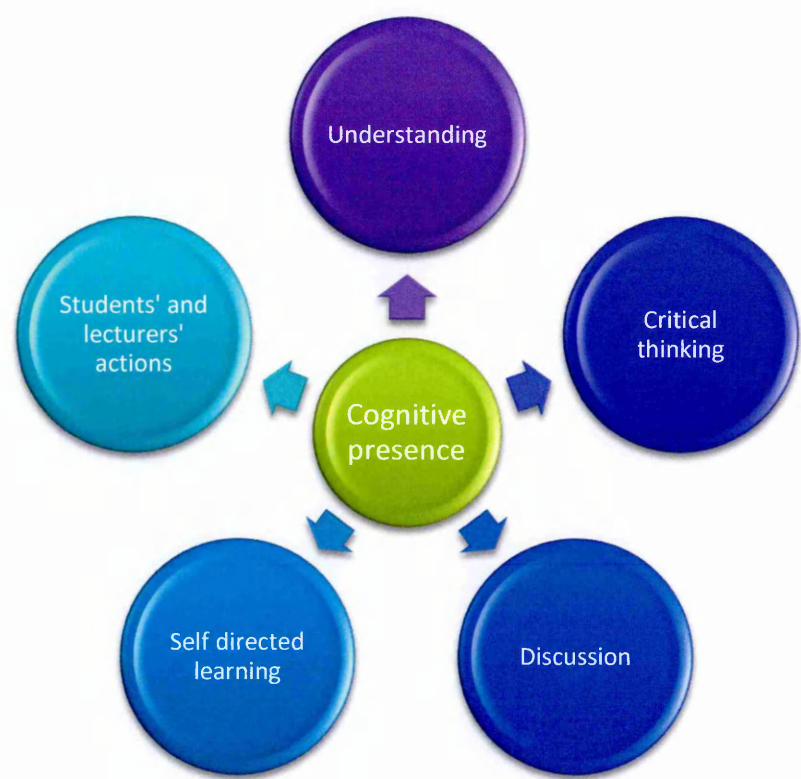 Understanding
Students' and
lecturers'
actions
Critical
thinking
Cognitive
presence
Self directed
learning
Discussion